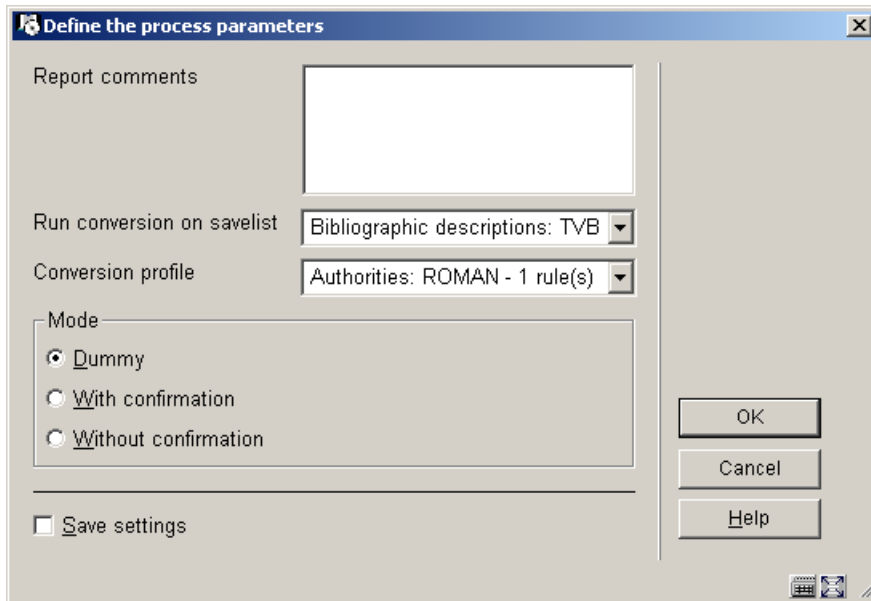 Define the process parameters
Report comments
Run conversion on savelist
Bibliographic descriptions: TVB
Conversion profile
Authorities: ROMAN - 1 rule(s)
Mode
Dummy
With confirmation
Without confirmation
OK
Cancel
Save settings
Help